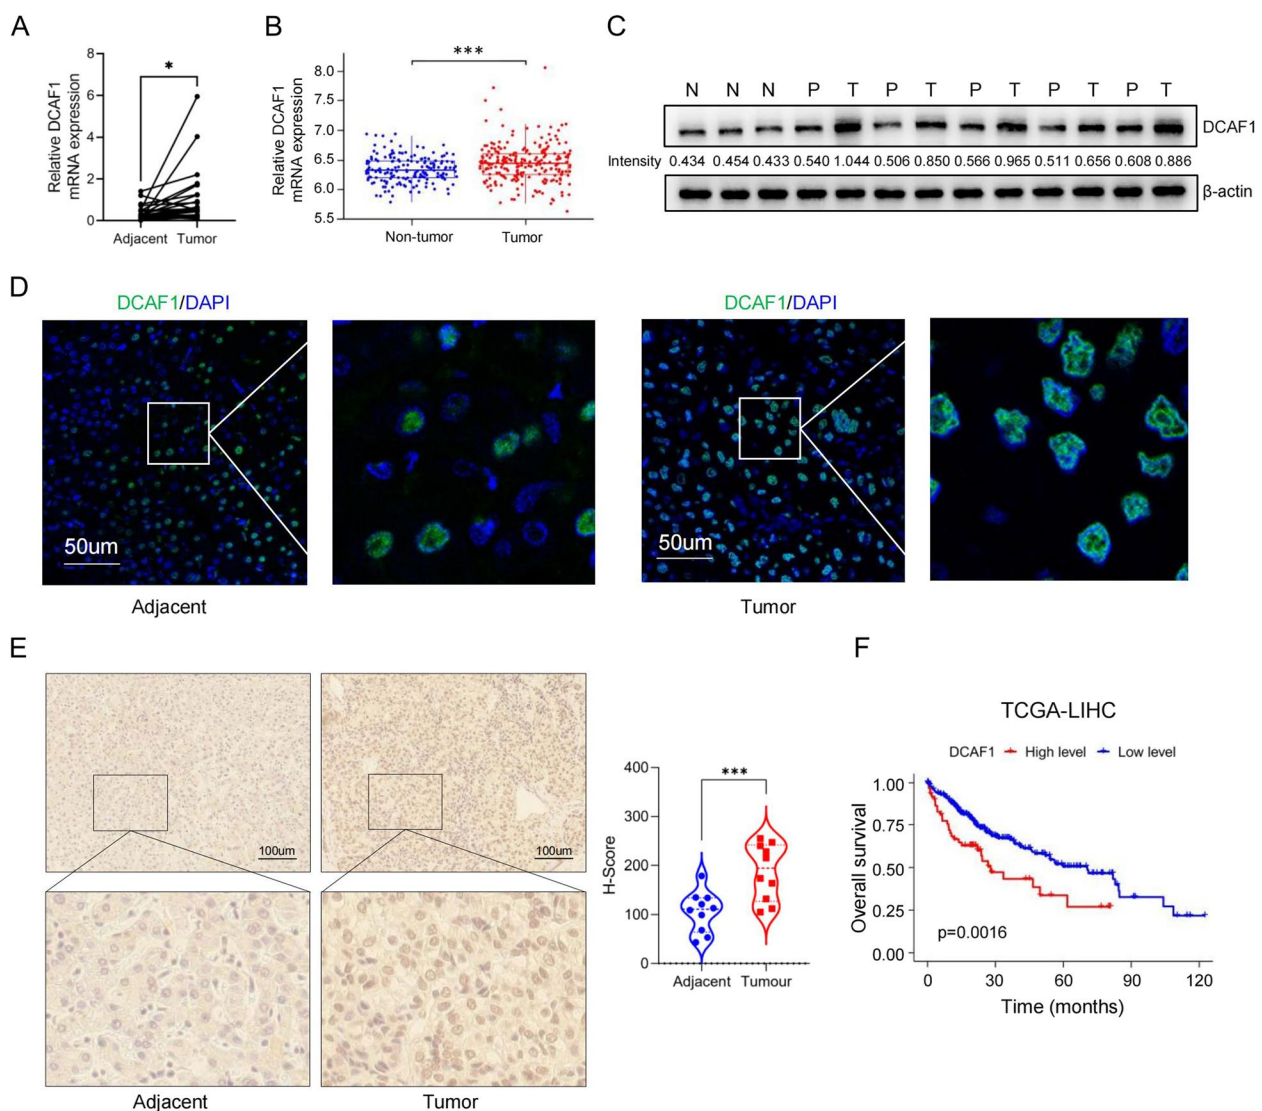 A
B
C
Relative DCAF1
mRNA expression
8
6
4
2
0
*
Adjacent Tumor
Relative DCAF1
mRNA expression
8.0
7.5
7.0
6.5
6.0
5.5
***
Non-tumor Tumor
N N N P T P T P T P T P T
DCAF1
Intensity 0.434 0.454 0.433 0.540 1.044 0.506 0.850 0.566 0.965 0.511 0.656 0.608 0.886
β-actin
D
DCAF1/DAPI
DCAF1/DAPI
50um
50um
Adjacent
Tumor
E
100um
100um
Adjacent
Tumor
H-Score
400
300
200
100
0
***
Adjacent Tumour
F
TCGA-LIHC
DCAF1 High level Low level
Overall survival
1.00
0.75
0.50
0.25
0.00
p=0.0016
0 30 60 90 120
Time (months)